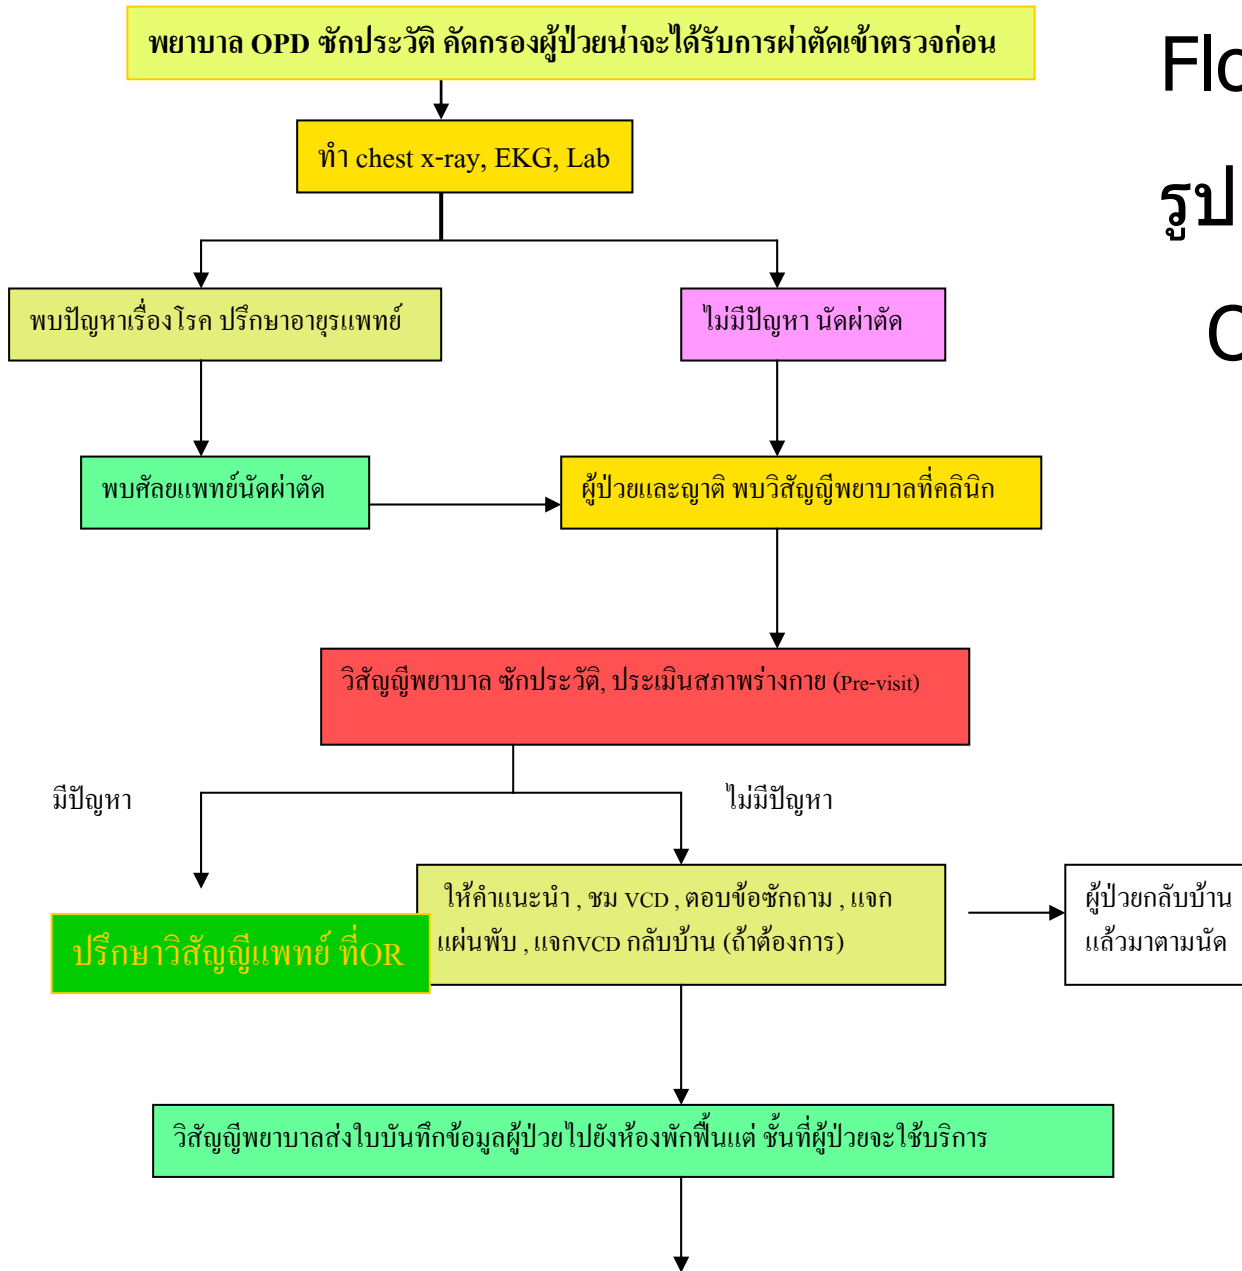 พยาบาล OPD ซักประวัติ คัดกรองผู้ป่วยน่าจะได้รับการผ่าตัดเข้าตรวจก่อน
Flo
ทำ chest x-ray, EKG, Lab
รูป
พบปัญหาเรื่องโรค ปรึกษาอายุรแพทย์
ไม่มีปัญหา นัดผ่าตัด
พบศัลยแพทย์นัดผ่าตัด
ผู้ป่วยและญาติ พบวิสัญญีพยาบาลที่คลินิก
วิสัญญีพยาบาล ซักประวัติ, ประเมินสภาพร่างกาย (Pre-visit)
มีปัญหา
ไม่มีปัญหา
ปรึกษาวิสัญญีแพทย์ ที่OR
ให้คำแนะนำ , ชม VCD , ตอบข้อซักถาม , แจก
แผ่นพับ , แจกVCD กลับบ้าน (ถ้าต้องการ)
ผู้ป่วยกลับบ้าน
แล้วมาตามนัด
วิสัญญีพยาบาลส่งใบบันทึกข้อมูลผู้ป่วยไปยังห้องพักฟื้นแต่ ชั้นที่ผู้ป่วยจะใช้บริการ